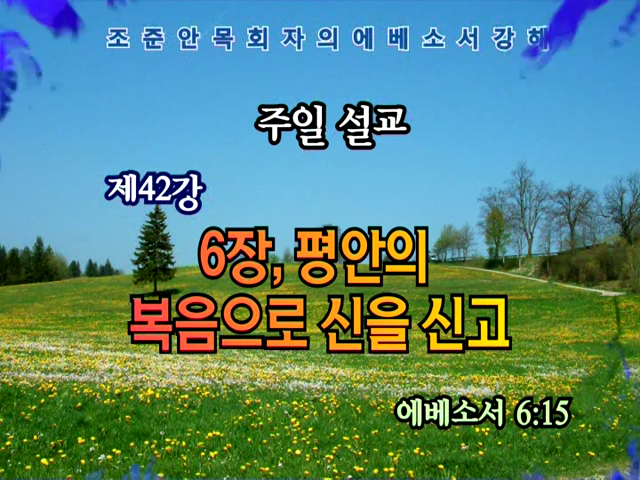 조준안목회자의에베소서강해
주일 설교
제42강
6장, 평안의
복음으로 신을 신고
에베소서 6:15